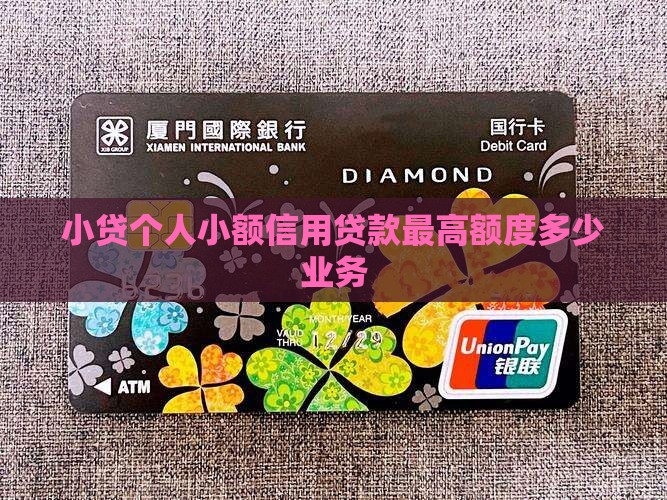 厦門國際銀行
XIAMEN INTERNATIONAL BANK
XIB GROUP
国行卡
Debit Card
DIAMOND
小贷个人小额信用贷款最高额度多少
业务
MONTH/YEAR
VALID
THRU
12/29
ATM
UnionPay
银联